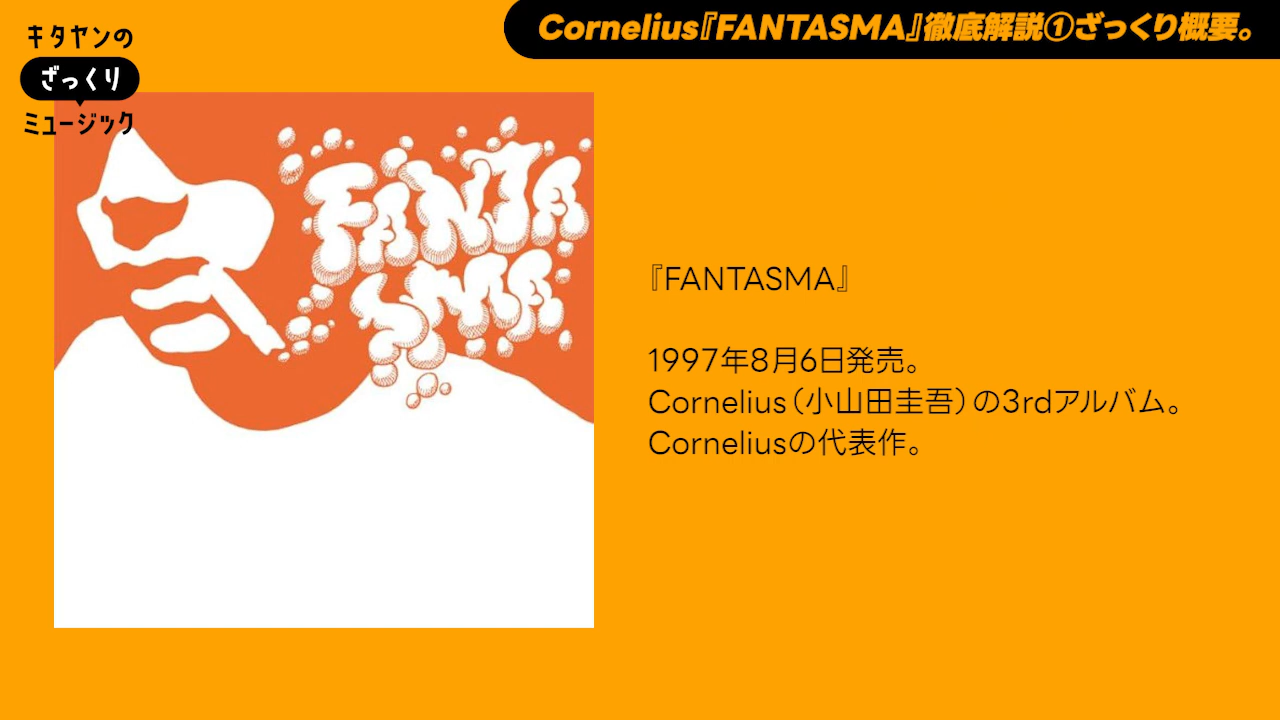 キタヤンの
ざっくり
ミュージック
Cornelius『FANTASMA』徹底解説①ざっくり概要。
FANTA
SMA
『FANTASMA』
1997年8月6日発売。
Cornelius（小山田圭吾）の3rdアルバム。
Corneliusの代表作。